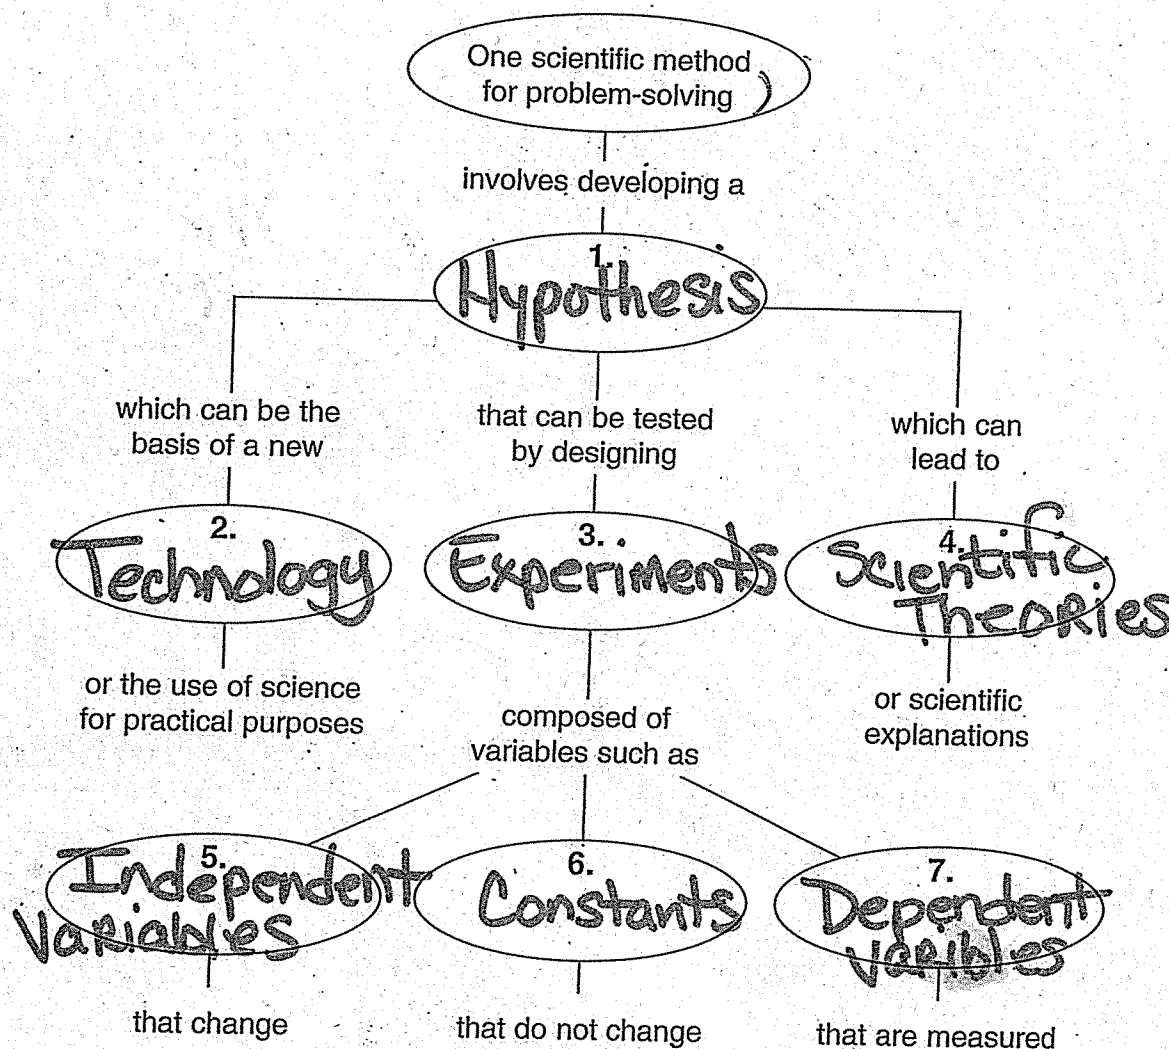 One scientific method
for problem-solving
involves developing a
1.
Hypothesis
which can be the
basis of a new
that can be tested
by designing
which can
lead to
2.
Technology
3.
Experiments
4.
Scientific
Theories
or the use of science
for practical purposes
composed of
variables such as
or scientific
explanations
5.
Independent
Variables
6.
Constants
7.
Dependent
Varibles
that change
that do not change
that are measured